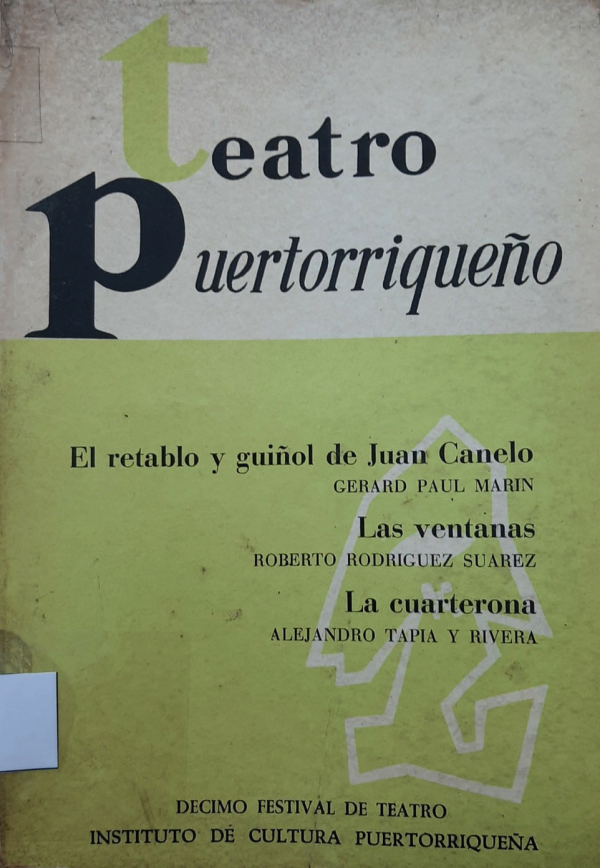 teatro
Puertorriqueño
El retablo y guiñol de Juan Canelo
GERARD PAUL MARIN
Las ventanas
ROBERTO RODRIGUEZ SUAREZ
La cuarterona
ALEJANDRO TAPIA Y RIVERA
DECIMO FESTIVAL DE TEATRO
INSTITUTO DE CULTURA PUERTORRIQUEÑA